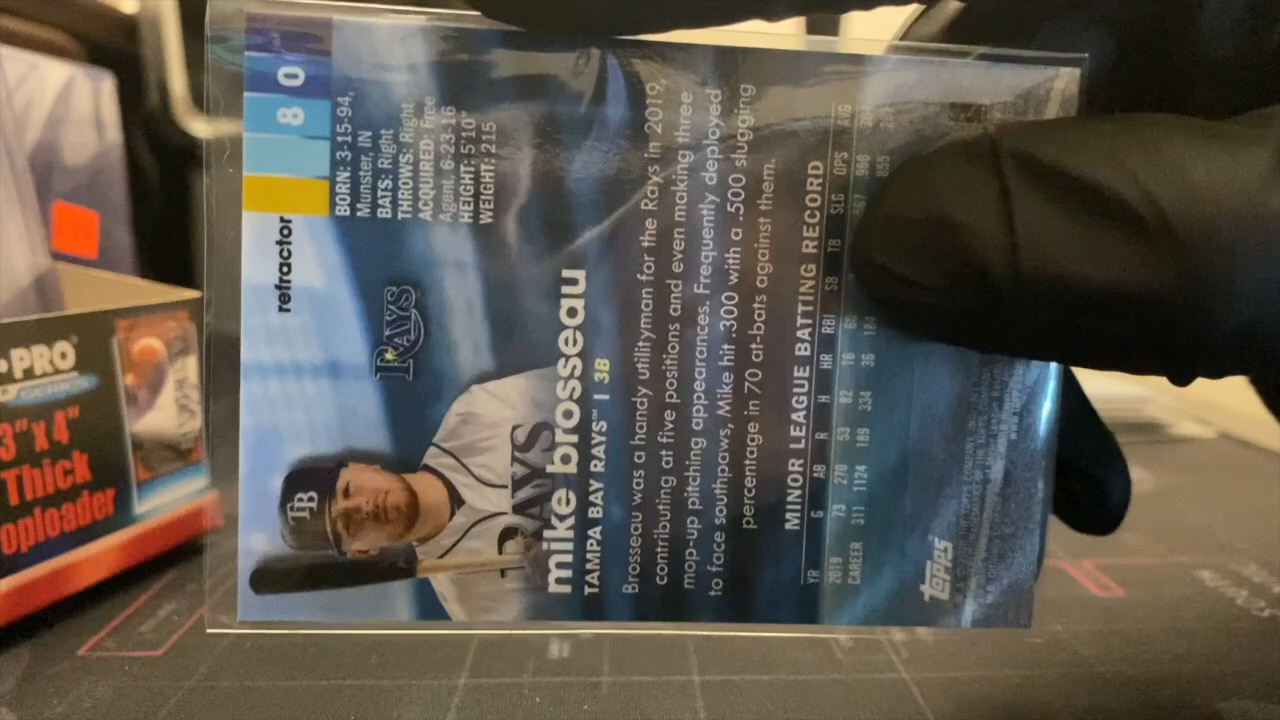 80
refractor
BORN: 3-15-94,
Munster, IN
BATS: Right
THROWS: Right
ACQUIRED: Free
Agent, 6-23-16
HEIGHT: 5'10"
WEIGHT: 215
RAYS
TB
RAYS
mike brosseau
TAMPA BAY RAYS™ | 3B
Brosseau was a handy utilityman for the Rays in 2019,
contributing at five positions and even making three
mop-up pitching appearances. Frequently deployed
to face southpaws, Mike hit .300 with a .500 slugging
percentage in 70 at-bats against them.
MINOR LEAGUE BATTING RECORD
YR G AB R H HR RBI SB TB SLG OPS AVG
2019 73 270 53 82 16
CAREER 311 1124 189 334 36 184 855
topps
PRO
3" x 4"
Thick
oploader